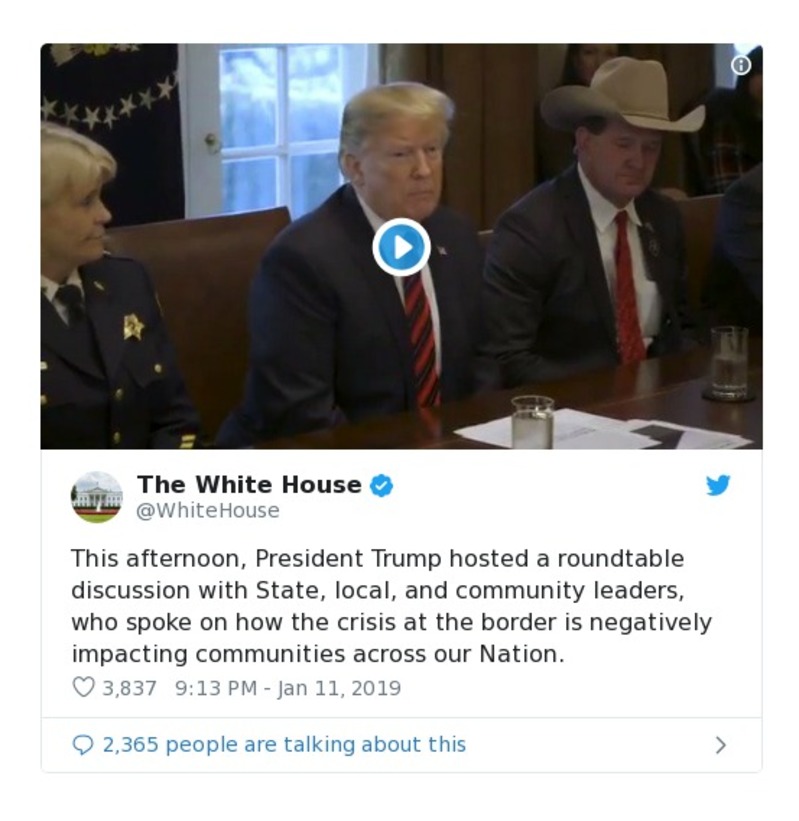 The White House
@WhiteHouse
This afternoon, President Trump hosted a roundtable
discussion with State, local, and community leaders,
who spoke on how the crisis at the border is negatively
impacting communities across our Nation.
3,837 9:13 PM - Jan 11, 2019
2,365 people are talking about this